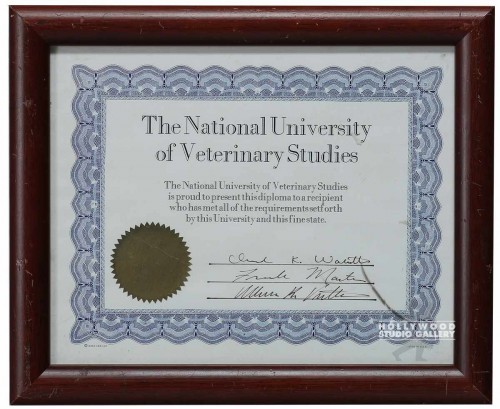 The National University
of Veterinary Studies
The National University of Veterinary Studies
is proud to present this diploma to a recipient
who has met all of the requirements set forth
by this University and this fine state.
HOLLYWOOD
STUDIO GALLERY